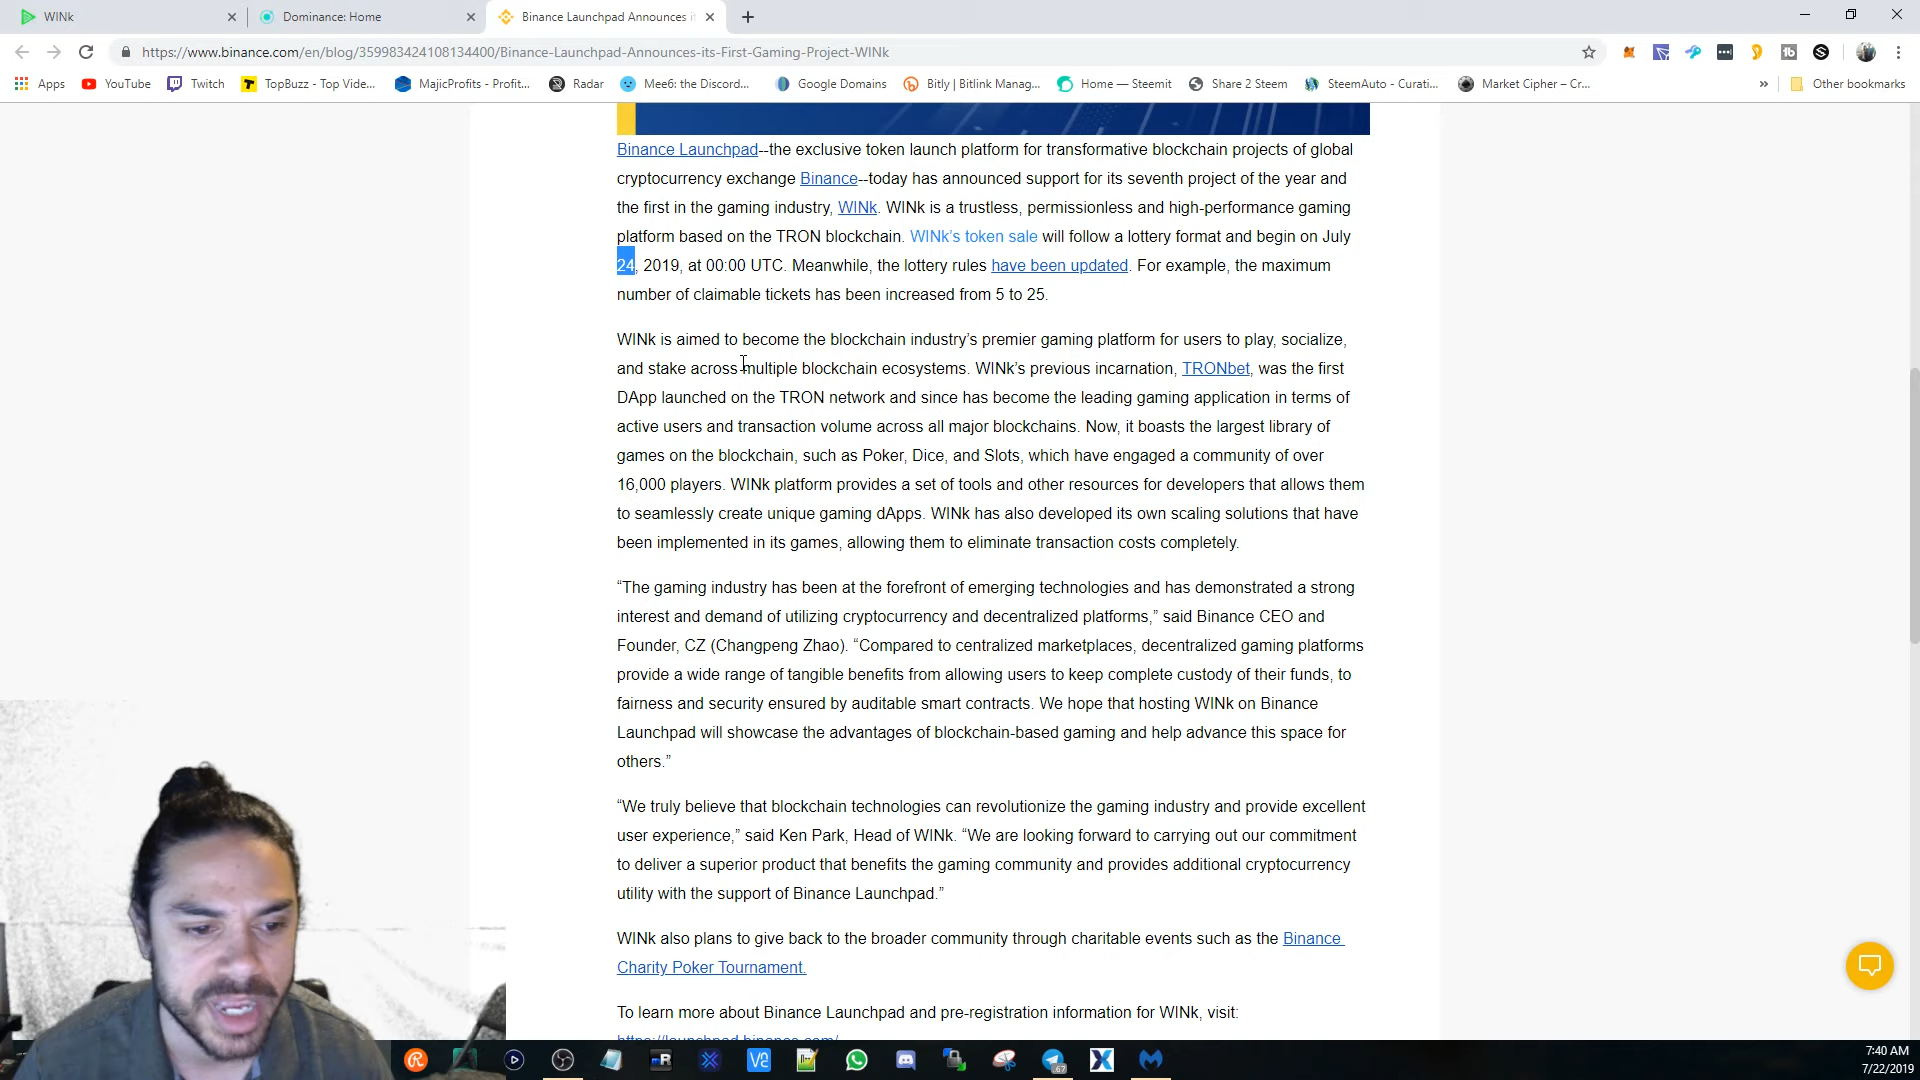 WINk
Dominance: Home
Binance Launchpad Announces it
https://www.binance.com/en/blog/359983424108134400/Binance-Launchpad-Announces-its-First-Gaming-Project-WINk
Apps
YouTube
Twitch
TopBuzz - Top Vide...
MajicProfits - Profit...
Radar
Mee6: the Discord...
Google Domains
Bitly | Bitlink Manag...
Home — Steemit
Share 2 Steem
SteemAuto - Curati...
Market Cipher – Cr...
»
Other bookmarks
Binance Launchpad--the exclusive token launch platform for transformative blockchain projects of global
cryptocurrency exchange Binance--today has announced support for its seventh project of the year and
the first in the gaming industry, WINk. WINk is a trustless, permissionless and high-performance gaming
platform based on the TRON blockchain. WINk's token sale will follow a lottery format and begin on July
24, 2019, at 00:00 UTC. Meanwhile, the lottery rules have been updated. For example, the maximum
number of claimable tickets has been increased from 5 to 25.
WINk is aimed to become the blockchain industry's premier gaming platform for users to play, socialize,
and stake across multiple blockchain ecosystems. WINk's previous incarnation, TRONbet, was the first
DApp launched on the TRON network and since has become the leading gaming application in terms of
active users and transaction volume across all major blockchains. Now, it boasts the largest library of
games on the blockchain, such as Poker, Dice, and Slots, which have engaged a community of over
16,000 players. WINk platform provides a set of tools and other resources for developers that allows them
to seamlessly create unique gaming dApps. WINk has also developed its own scaling solutions that have
been implemented in its games, allowing them to eliminate transaction costs completely.
“The gaming industry has been at the forefront of emerging technologies and has demonstrated a strong
interest and demand of utilizing cryptocurrency and decentralized platforms,” said Binance CEO and
Founder, CZ (Changpeng Zhao). “Compared to centralized marketplaces, decentralized gaming platforms
provide a wide range of tangible benefits from allowing users to keep complete custody of their funds, to
fairness and security ensured by auditable smart contracts. We hope that hosting WINk on Binance
Launchpad will showcase the advantages of blockchain-based gaming and help advance this space for
others.”
“We truly believe that blockchain technologies can revolutionize the gaming industry and provide excellent
user experience,” said Ken Park, Head of WINk. “We are looking forward to carrying out our commitment
to deliver a superior product that benefits the gaming community and provides additional cryptocurrency
utility with the support of Binance Launchpad.”
WINk also plans to give back to the broader community through charitable events such as the Binance
Charity Poker Tournament.
To learn more about Binance Launchpad and pre-registration information for WINk, visit:
https://launchpad.binance.com/
7:40 AM
7/22/2019